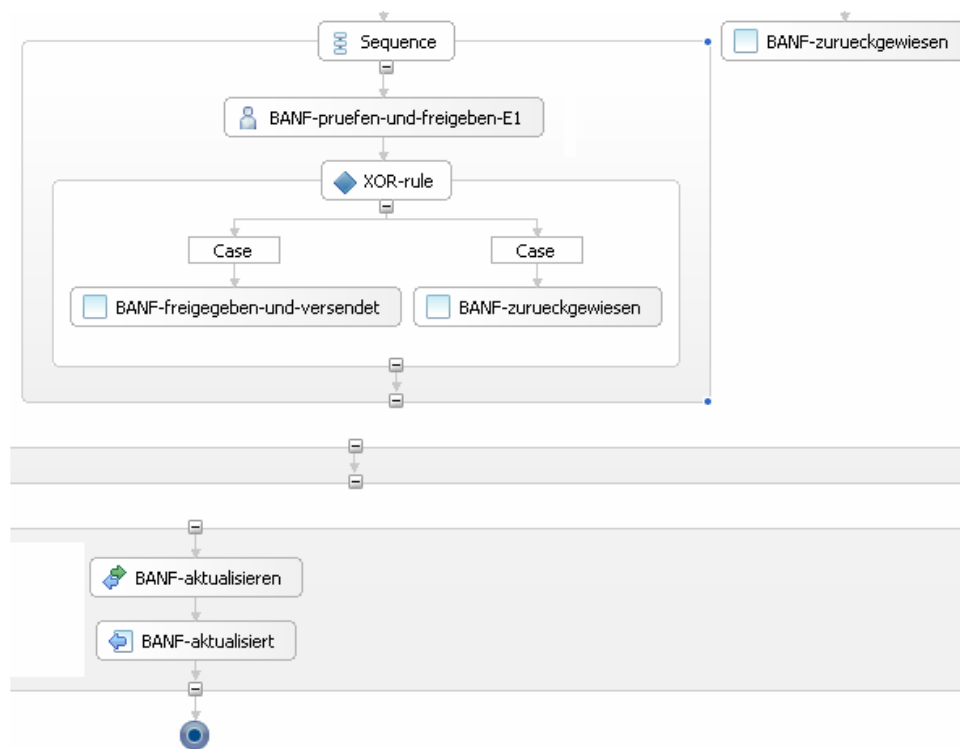 Sequence
BANF-zurueckgewiesen
BANF-pruefen-und-freigeben-E1
XOR-rule
Case
Case
BANF-freigegeben-und-versendet
BANF-zurueckgewiesen
BANF-aktualisieren
BANF-aktualisiert